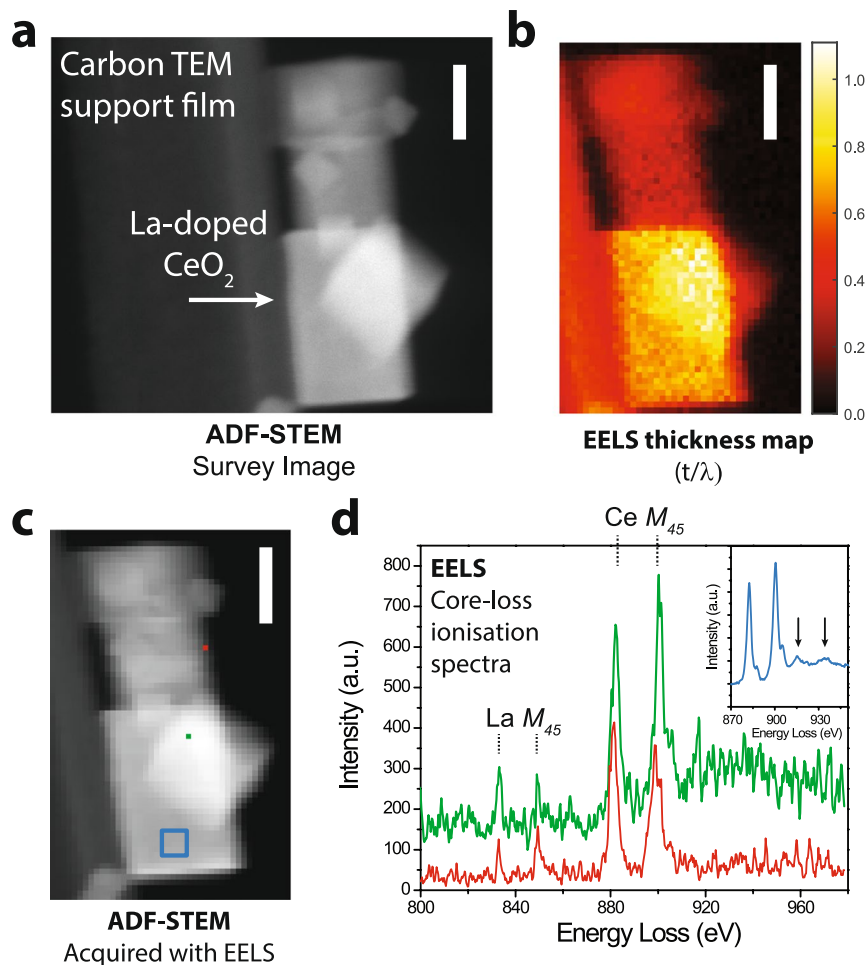 a
Carbon TEM
support film
La-doped
CeO2
ADF-STEM
Survey Image
b
1.0
0.8
0.6
0.4
0.2
0.0
EELS thickness map
(t/λ)
c
ADF-STEM
Acquired with EELS
d
Ce M45
EELS
Core-loss
ionisation
spectra
La M45
Intensity (a.u.)
800
700
600
500
400
300
200
100
0
800 840 880 920 960
Energy Loss (eV)
Intensity (a.u.)
870 900 930
Energy Loss (eV)